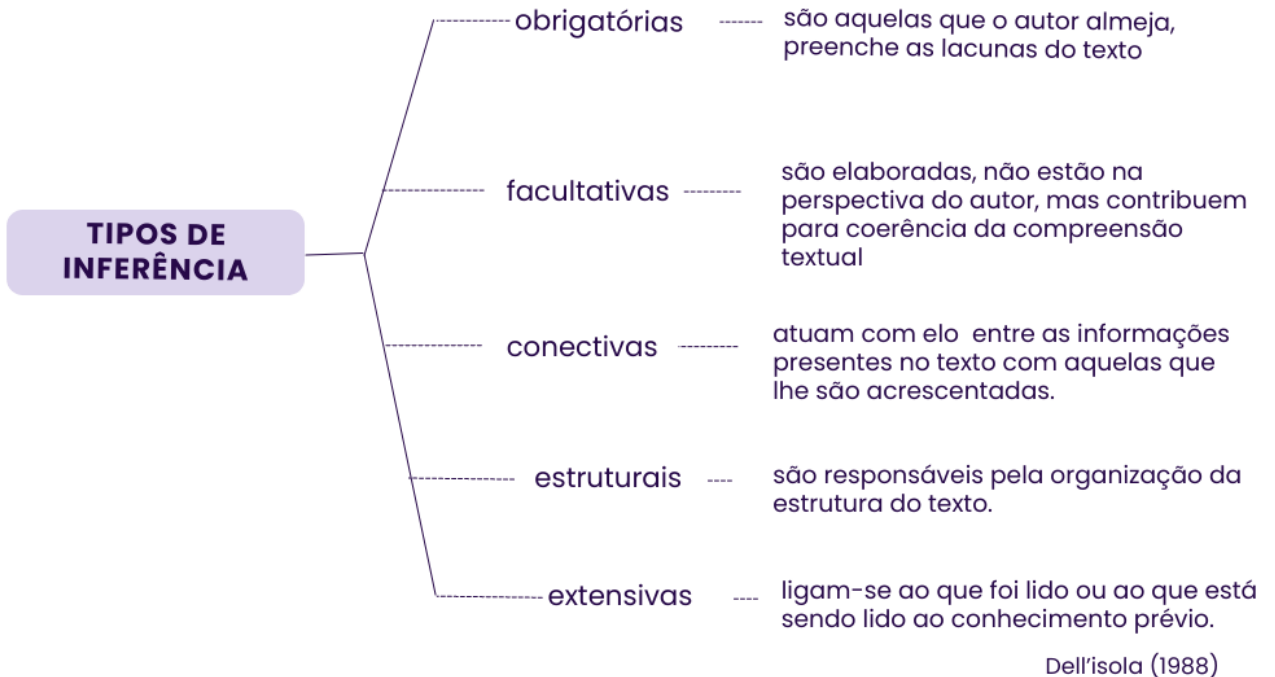 TIPOS DE
INFERÊNCIA
obrigatórias
são aquelas que o autor almeja,
preenche as lacunas do texto
facultativas
são elaboradas, não estão na
perspectiva do autor, mas contribuem
para coerência da compreensão
textual
conectivas
atuam com elo entre as informações
presentes no texto com aquelas que
lhe são acrescentadas.
estruturais
são responsáveis pela organização da
estrutura do texto.
extensivas
ligam-se ao que foi lido ou ao que está
sendo lido ao conhecimento prévio.
Dell'isola (1988)